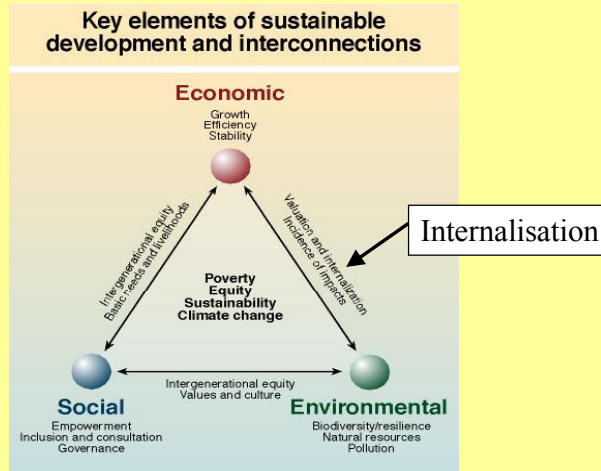 Key elements of sustainable
development and interconnections
Economic
Growth
Efficiency
Stability
Intergenerational equity
Basic needs and livelihoods
Valuation and internalization
Incidence of impacts
Internalisation
Poverty
Equity
Sustainability
Climate change
Intergenerational equity
Values and culture
Social
Empowerment
Inclusion and consultation
Governance
Environmental
Biodiversity/resilience
Natural resources
Pollution